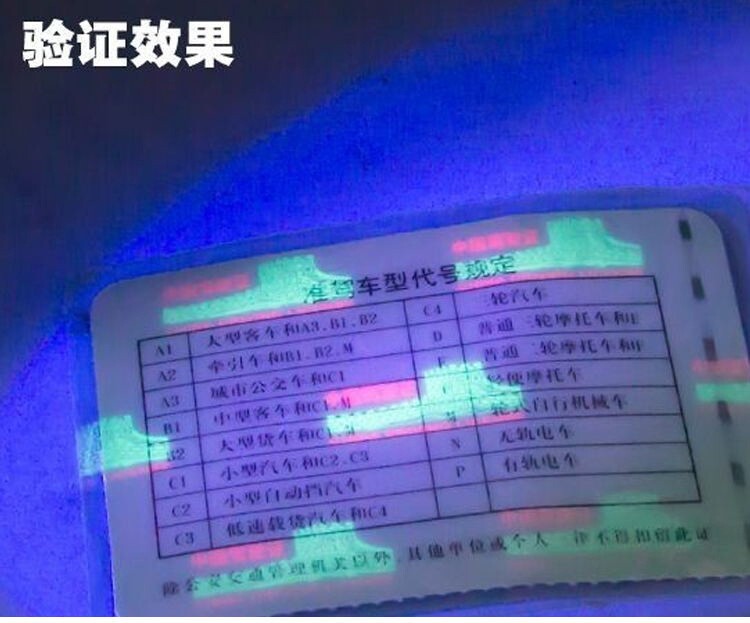 验证效果
准驾车型代号规定
A1 大型客车和A3、B1、B2 C4 三轮汽车
A2 牵引车和B1、B2、M D 普通三轮摩托车和E
A3 城市公交车和C1 E 普通二轮摩托车和F
B1 中型客车和C1、M 轻便摩托车
B2 大型货车和C1、M M 轮式自行机械车
C1 小型汽车和C2、C3 N 无轨电车
C2 小型自动挡汽车 P 有轨电车
C3 低速载货汽车和C4
除公安交通管理机关以外，其他单位或个人一律不得扣留此证